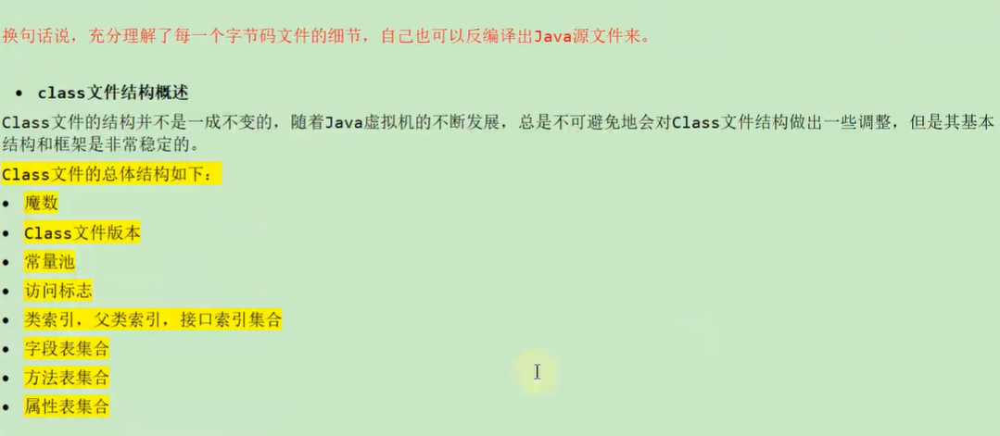 换句话说，充分理解了每一个字节码文件的细节，自己也可以反编译出Java源文件来。
• class文件结构概述
Class文件的结构并不是一成不变的，随着Java虚拟机的不断发展，总是不可避免地会对Class文件结构做出一些调整，但是其基本
结构和框架是非常稳定的。
Class文件的总体结构如下：
• 魔数
• Class文件版本
• 常量池
• 访问标志
• 类索引，父类索引，接口索引集合
• 字段表集合
• 方法表集合
• 属性表集合